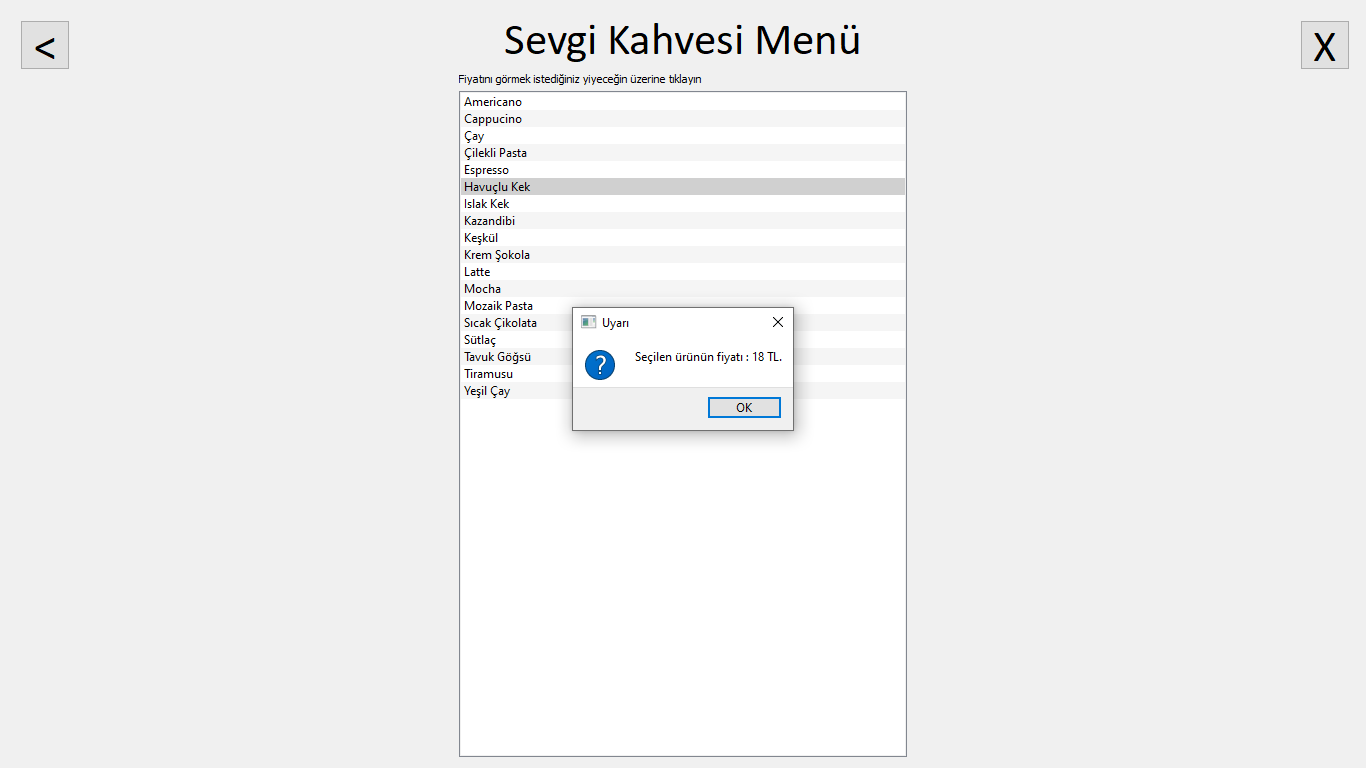 <
Sevgi Kahvesi Menü
X
Fiyatını görmek istediğiniz yiyeceğin üzerine tıklayın
Americano
Cappucino
Çay
Çilekli Pasta
Espresso
Havuçlu Kek
Islak Kek
Kazandibi
Keşkül
Krem Şokola
Latte
Mocha
Mozaik Pasta
Sıcak Çikolata
Sütlaç
Tavuk Göğsü
Tiramusu
Yeşil Çay
Uyarı
?
Seçilen ürünün fiyatı : 18 TL.
OK